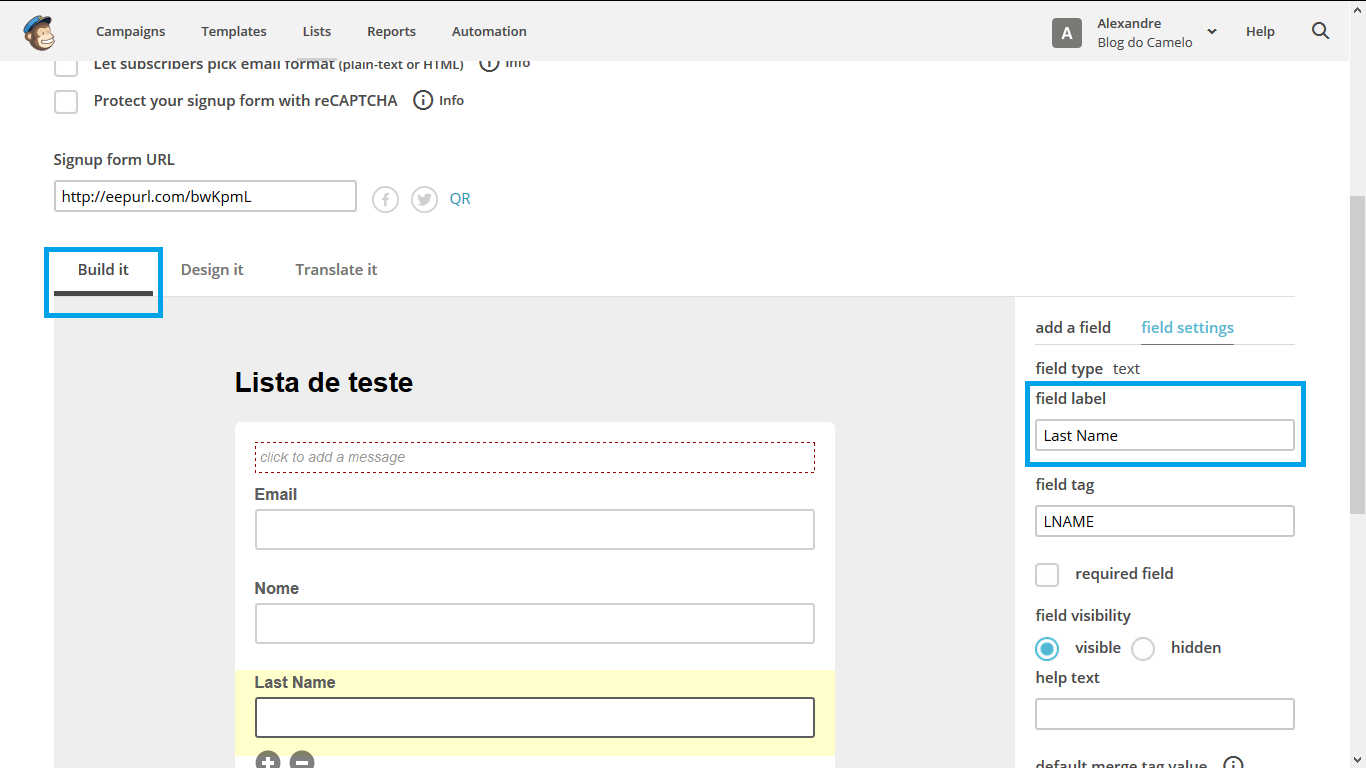 Campaigns Templates Lists Reports Automation
A Alexandre Blog do Camelo Help
Let subscribers pick email format (plain-text or HTML) Info
Protect your signup form with reCAPTCHA Info
Signup form URL
http://eepurl.com/bwKpmL QR
Build it Design it Translate it
Lista de teste
click to add a message
Email
Nome
Last Name
add a field field settings
field type text
field label
Last Name
field tag
LNAME
required field
field visibility
visible hidden
help text
default merge tag value